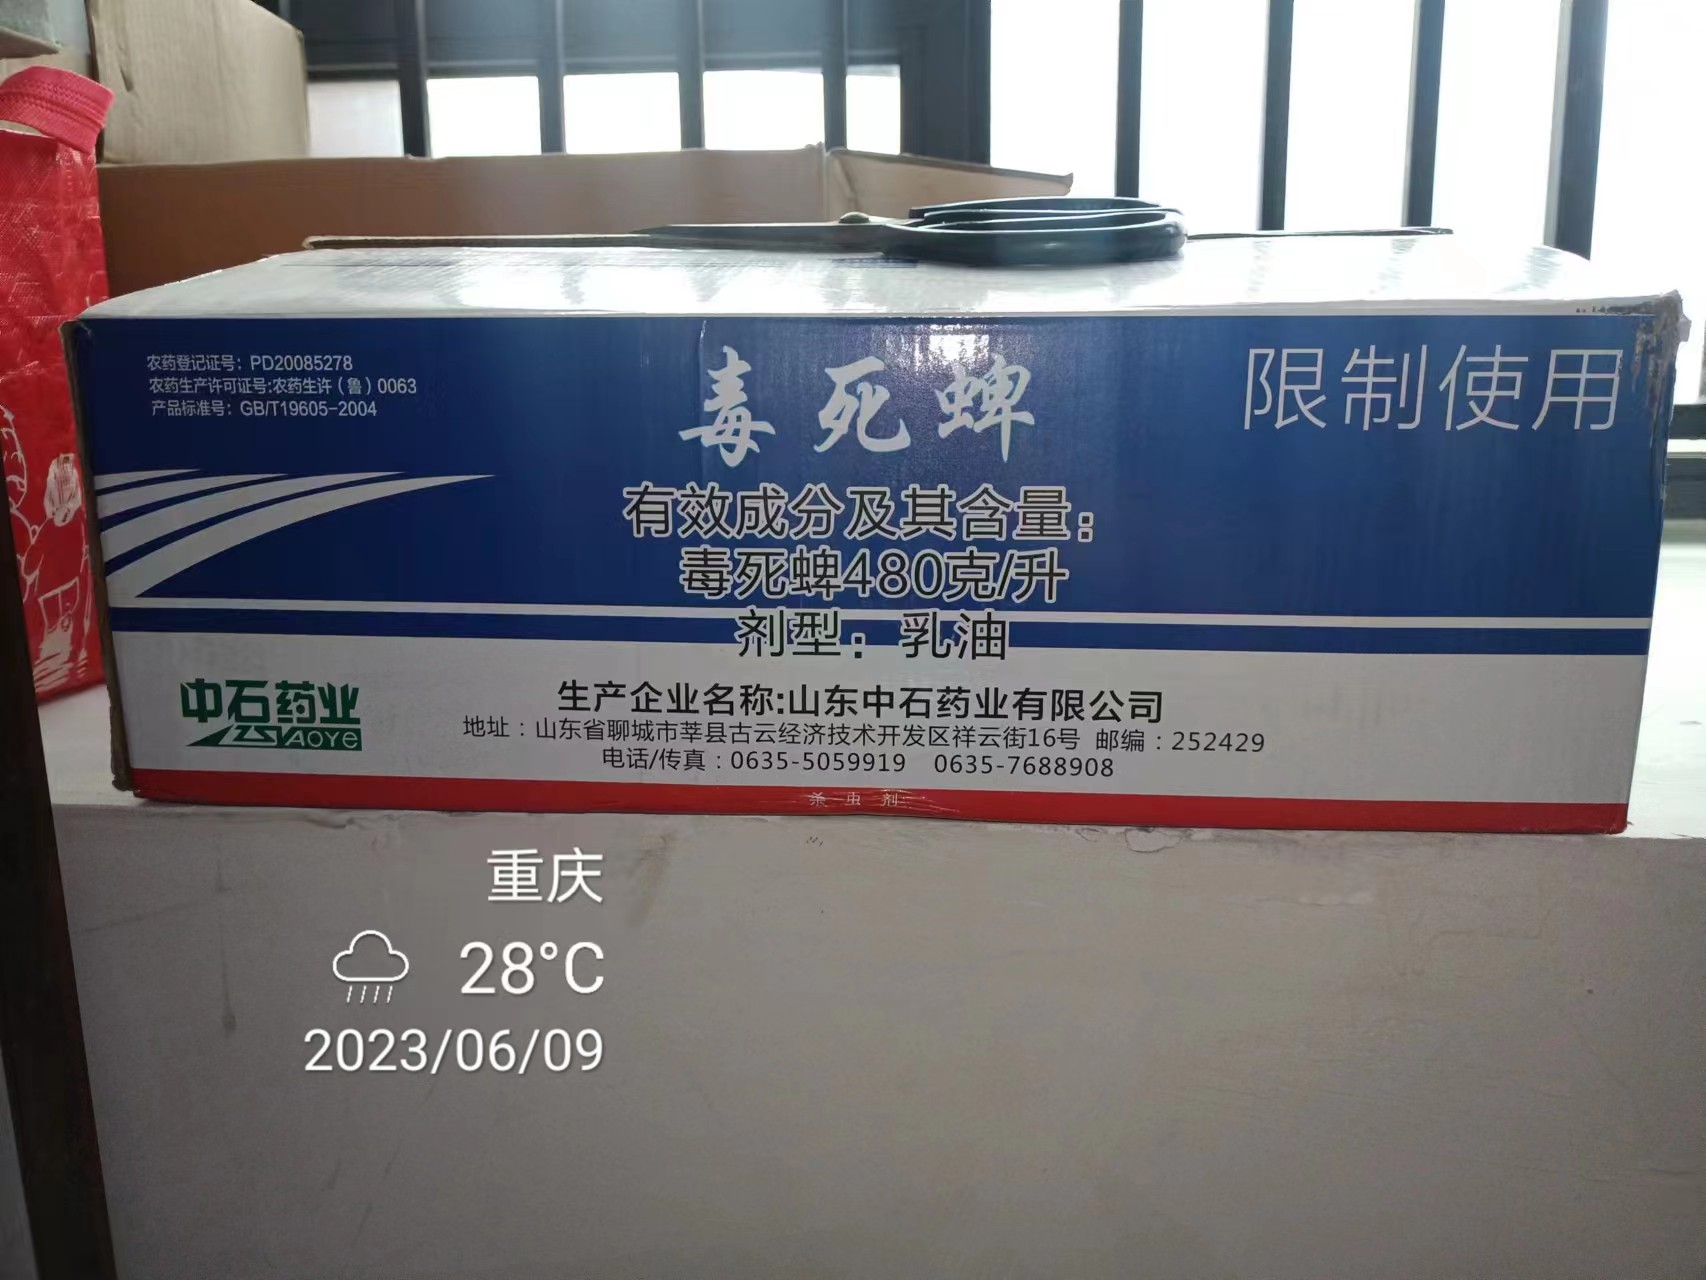 农药登记证号：PD20085278
农药生产许可证号:农药生许（鲁）0063
产品标准号：GB/T19605-2004
毒死蜱
限制使用
有效成分及其含量：
毒死蜱480克/升
剂型：乳油
中石药业
YAOYE
生产企业名称:山东中石药业有限公司
地址：山东省聊城市莘县古云经济技术开发区祥云街16号 邮编：252429
电话/传真：0635-5059919 0635-7688908
杀虫剂
重庆
28°C
2023/06/09